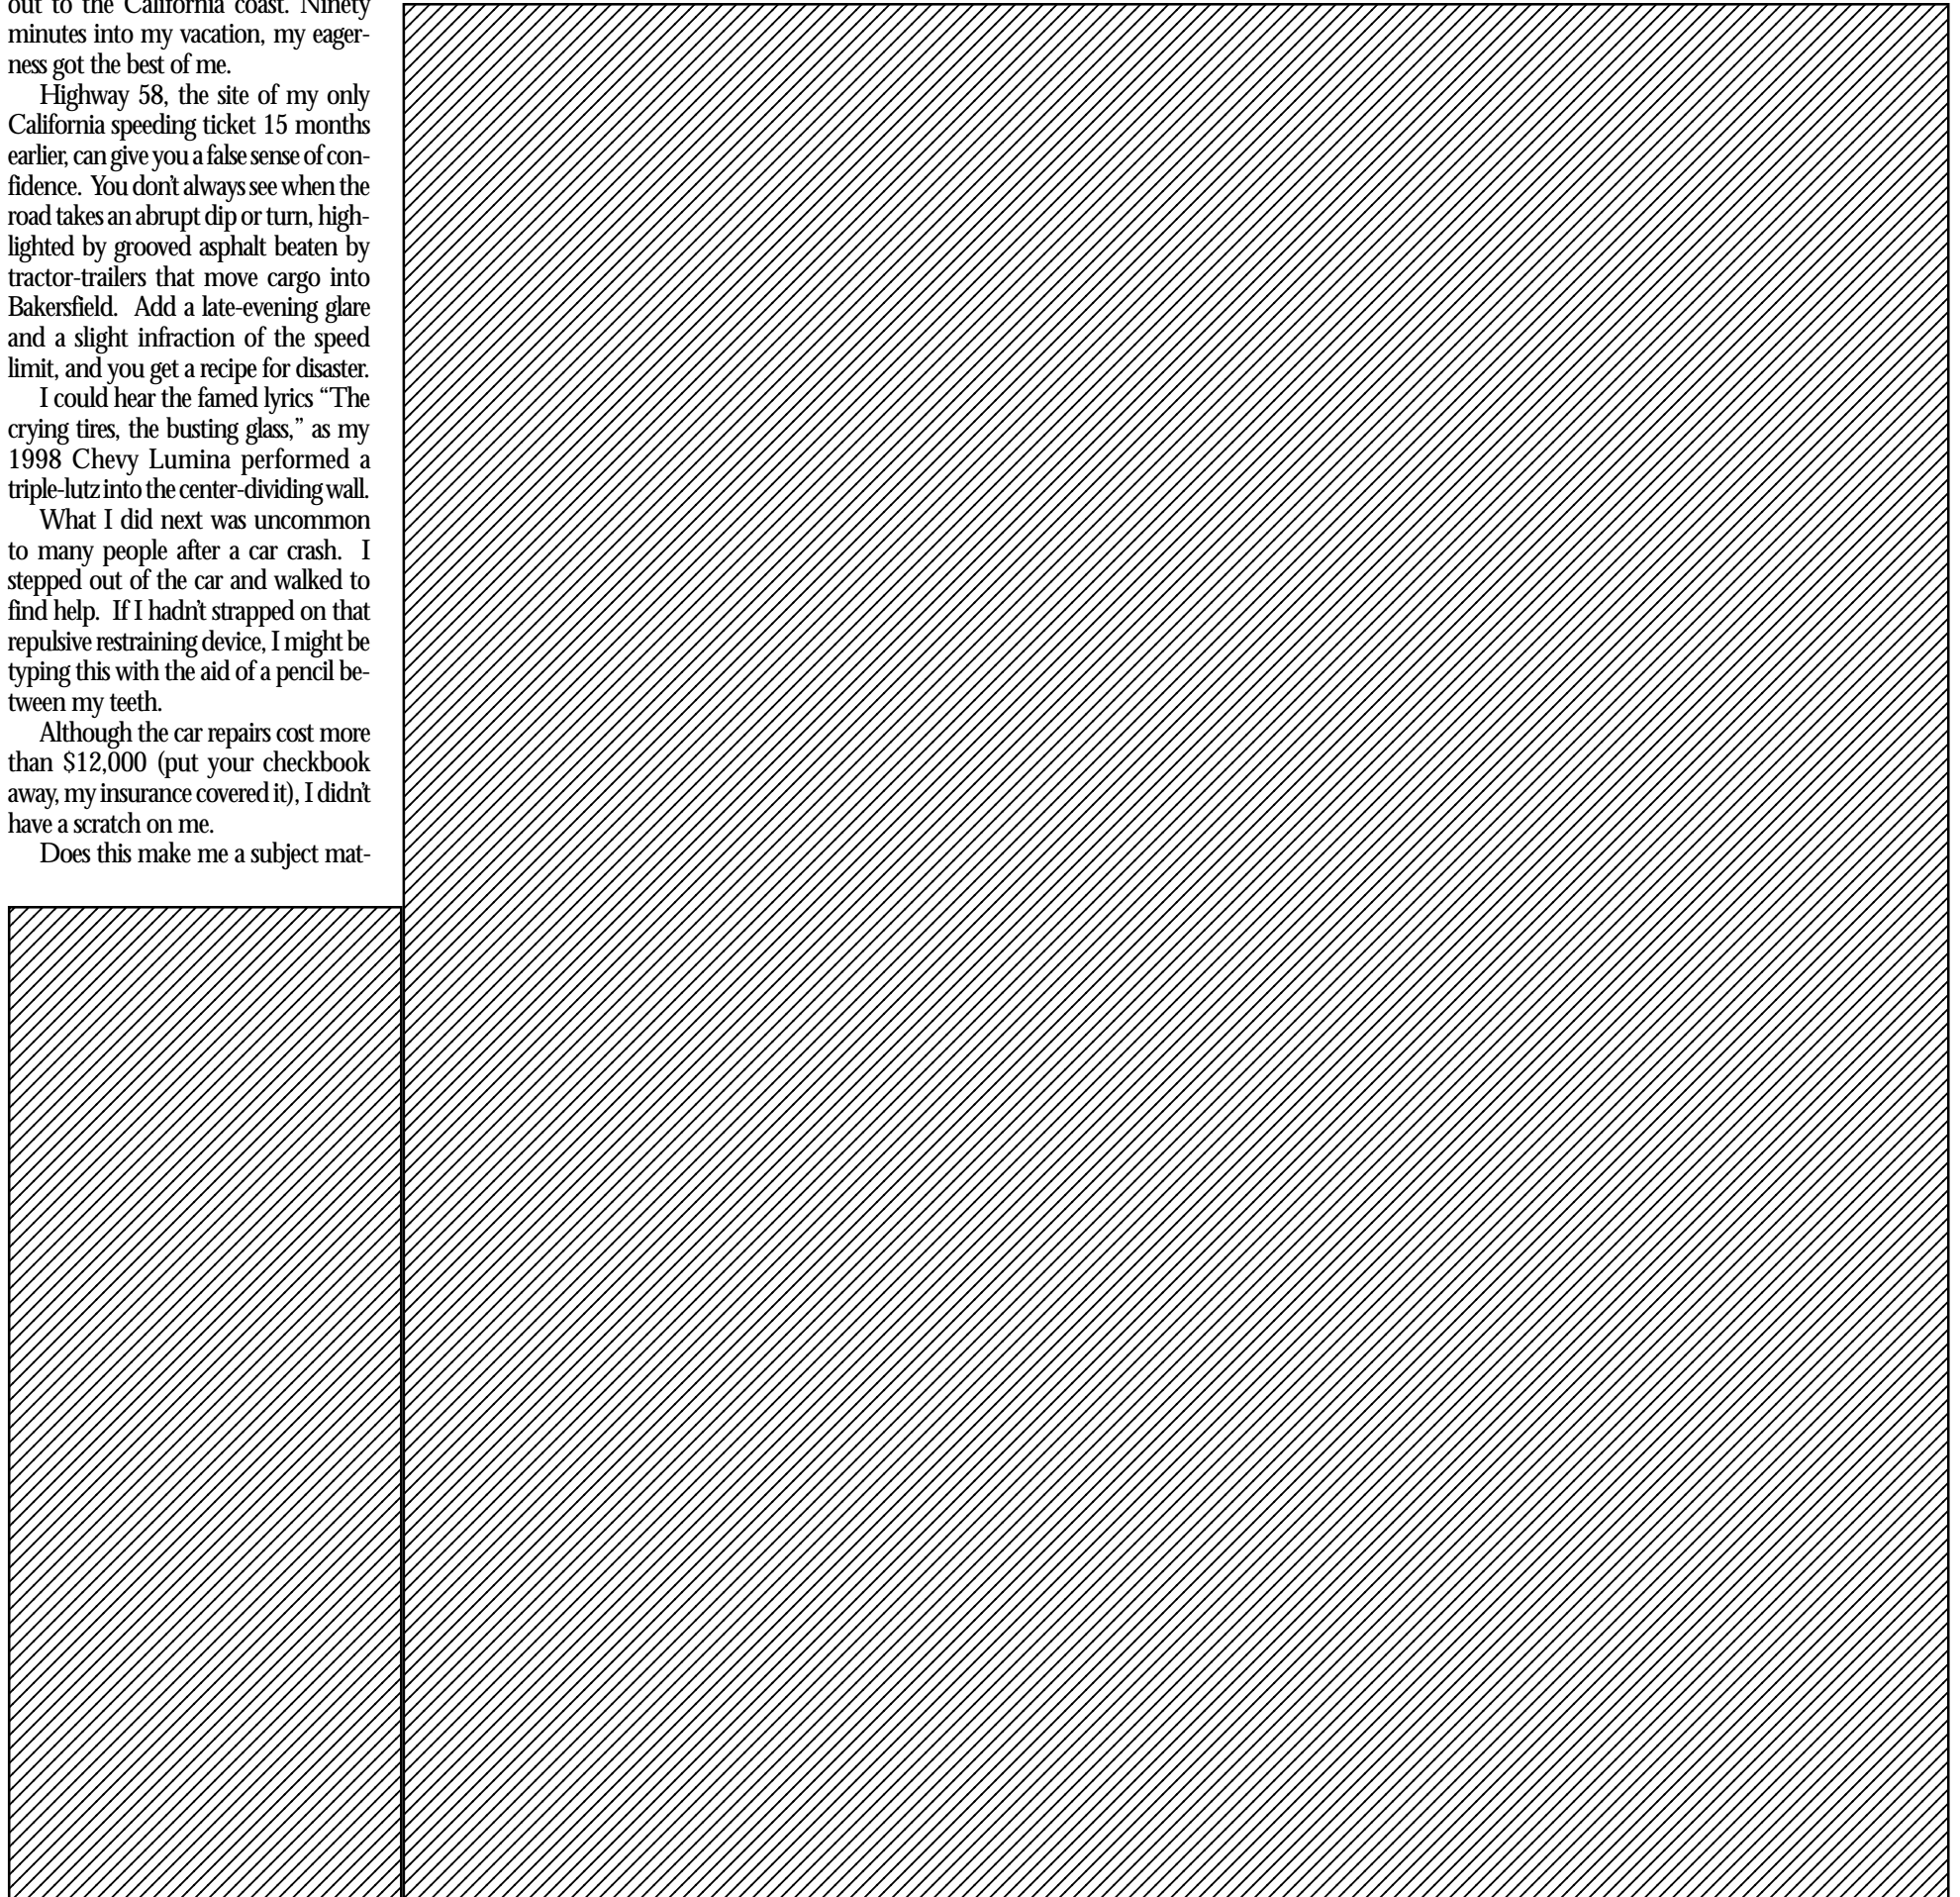 out to the California coast. Ninety
minutes into my vacation, my eager-
ness got the best of me.
Highway 58, the site of my only
California speeding ticket 15 months
earlier, can give you a false sense of con-
fidence. You don't always see when the
road takes an abrupt dip or turn, high-
lighted by grooved asphalt beaten by
tractor-trailers that move cargo into
Bakersfield. Add a late-evening glare
and a slight infraction of the speed
limit, and you get a recipe for disaster.
I could hear the famed lyrics “The
crying tires, the busting glass,” as my
1998 Chevy Lumina performed a
triple-lutz into the center-dividing wall.
What I did next was uncommon
to many people after a car crash. I
stepped out of the car and walked to
find help. If I hadn't strapped on that
repulsive restraining device, I might be
typing this with the aid of a pencil be-
tween my teeth.
Although the car repairs cost more
than $12,000 (put your checkbook
away, my insurance covered it), I didn't
have a scratch on me.
Does this make me a subject mat-